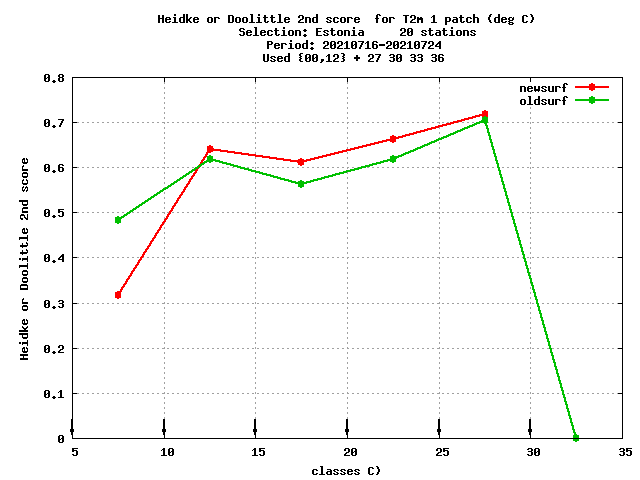 Heidke or Doolittle 2nd score  for T2m 1 patch (deg C)
Selection: Estonia     20 stations
Period: 20210716-20210724
Used {00,12} + 27 30 33 36
newsurf
oldsurf
Heidke or Doolittle 2nd score
0.8
0.7
0.6
0.5
0.4
0.3
0.2
0.1
0
5 10 15 20 25 30 35
classes C)